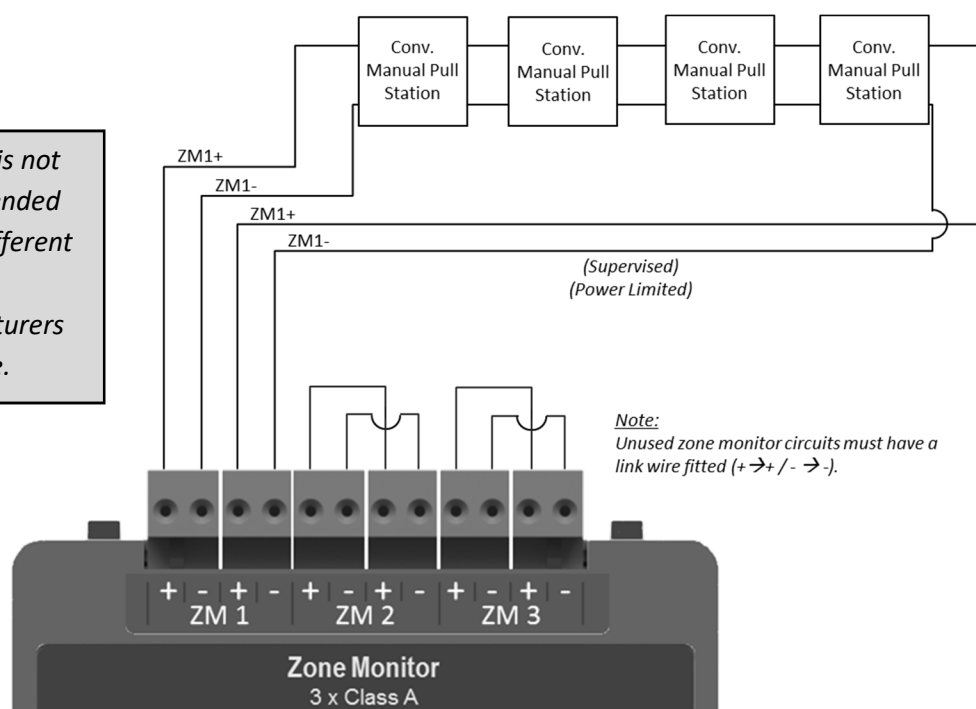 Conv.
Manual Pull
Station
Conv.
Manual Pull
Station
Conv.
Manual Pull
Station
Conv.
Manual Pull
Station
is not
nded
fferent
turers
e.
ZM1+
ZM1-
ZM1+
ZM1-
(Supervised)
(Power Limited)
Note:
Unused zone monitor circuits must have a
link wire fitted (+→+ / - → -).
+ - + - + - + - + - + -
ZM 1 ZM 2 ZM 3
Zone Monitor
3 x Class A